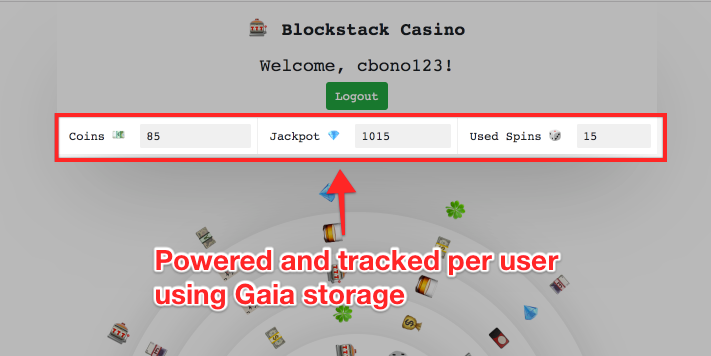 Blockstack Casino
Welcome, cbono123!
Logout
Coins 85 Jackpot 1015 Used Spins 15
Powered and tracked per user
using Gaia storage